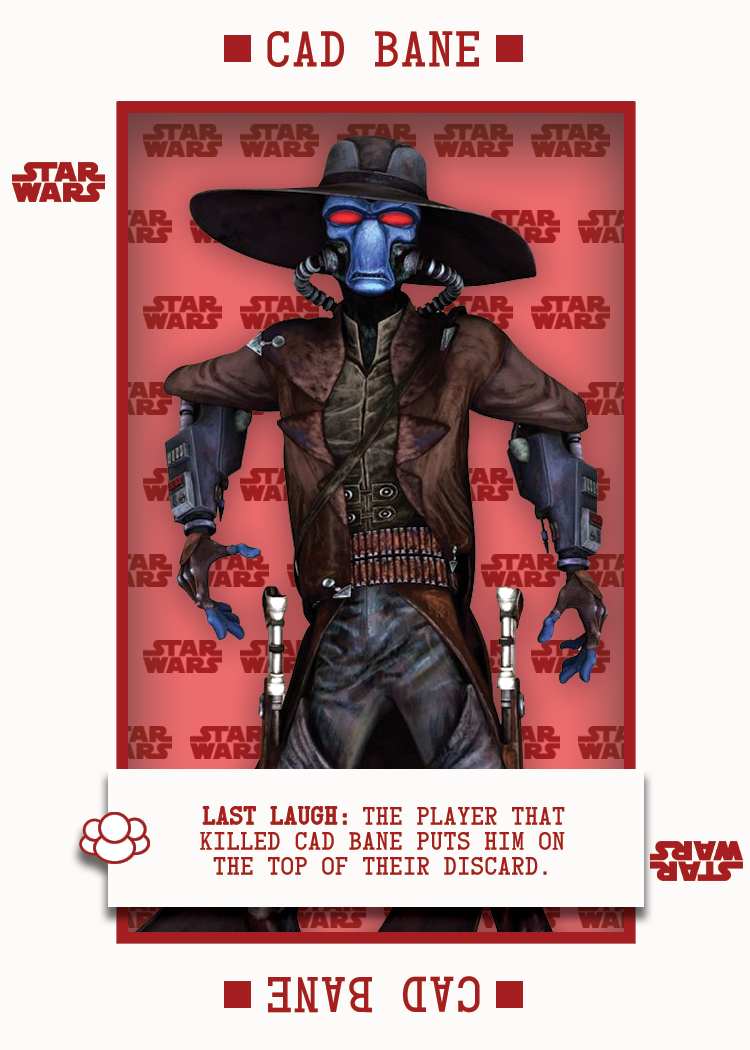 CAD BANE
STAR
WARS
LAST LAUGH: THE PLAYER THAT
KILLED CAD BANE PUTS HIM ON
THE TOP OF THEIR DISCARD.
STAR
WARS
CAD BANE